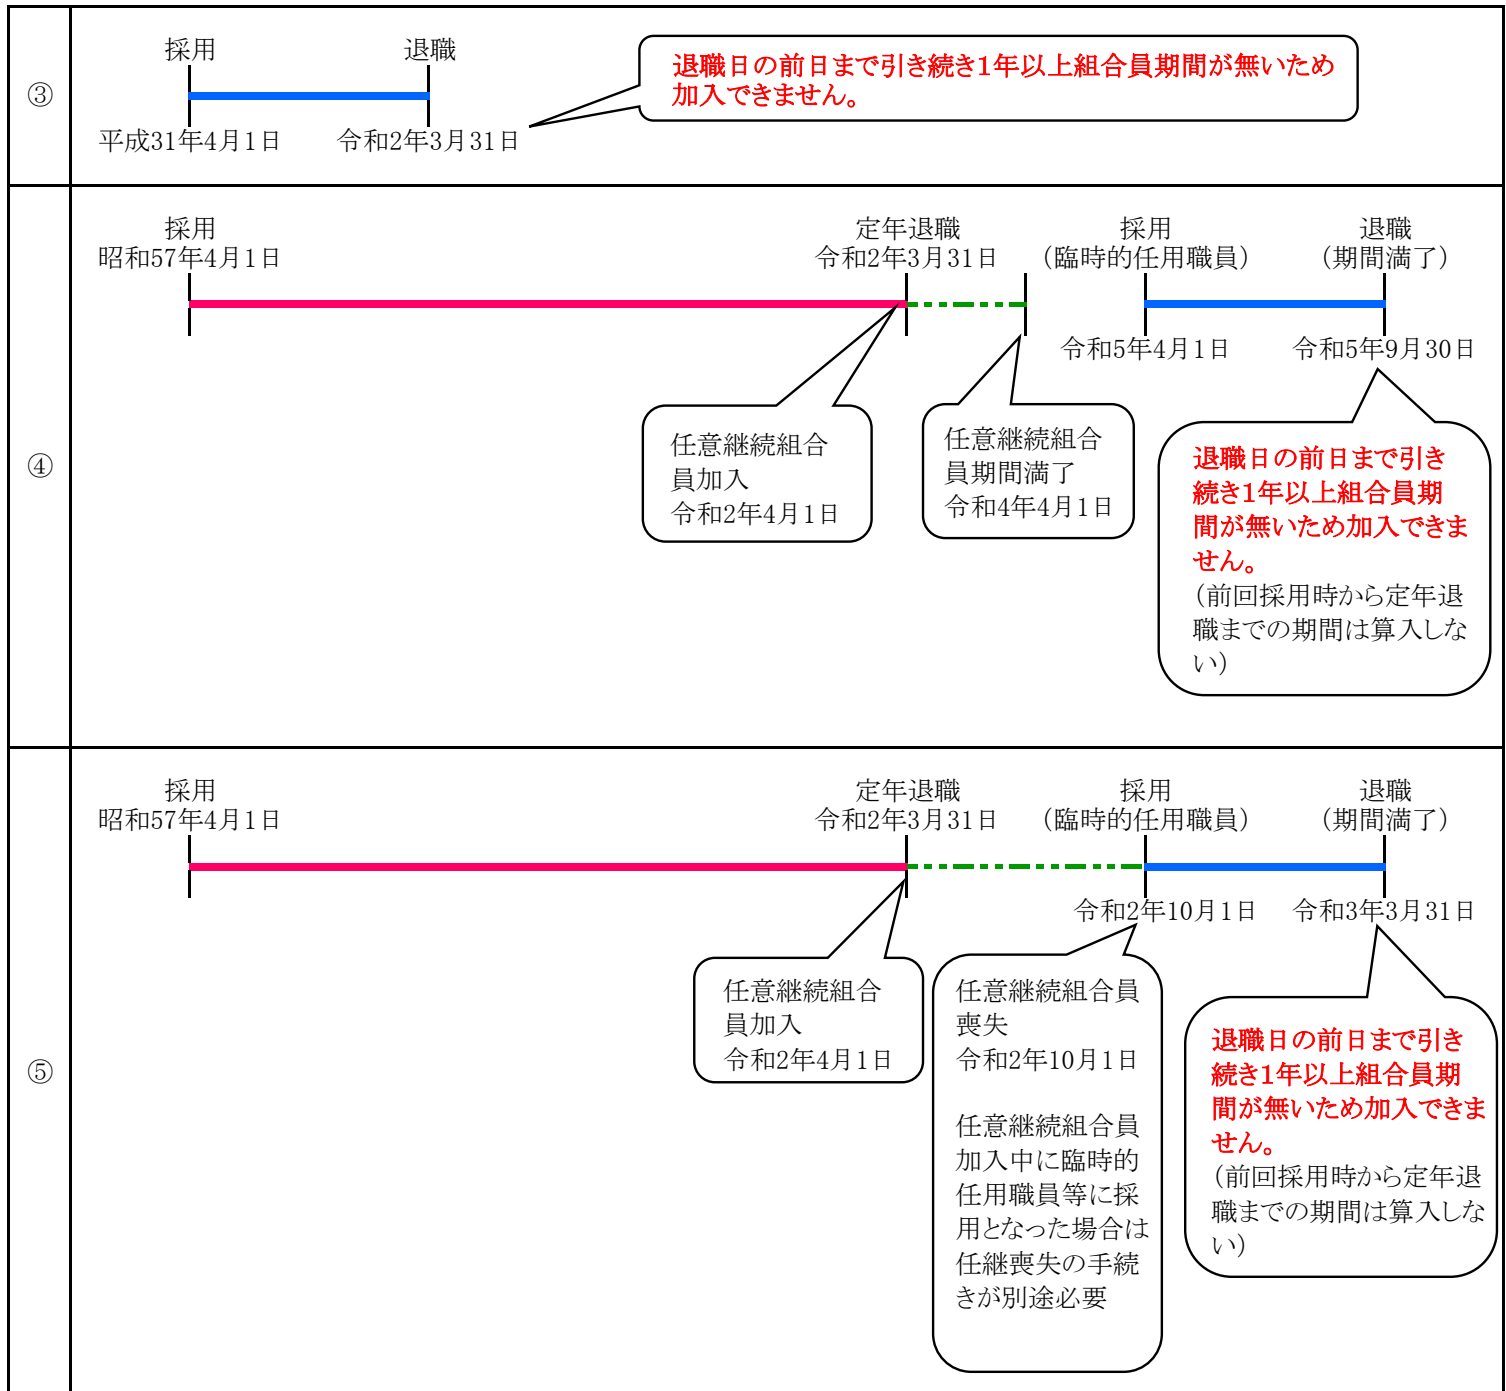 ③
採用
退職
平成31年4月1日
令和2年3月31日
退職日の前日まで引き続き1年以上組合員期間が無いため
加入できません。
④
採用
昭和57年4月1日
定年退職
令和2年3月31日
採用
（臨時的任用職員）
退職
（期間満了）
令和5年4月1日
令和5年9月30日
任意継続組合
員加入
令和2年4月1日
任意継続組合
員期間満了
令和4年4月1日
退職日の前日まで引き
続き1年以上組合員期
間が無いため加入できま
せん。
（前回採用時から定年退
職までの期間は算入しな
い）
⑤
採用
昭和57年4月1日
定年退職
令和2年3月31日
採用
（臨時的任用職員）
退職
（期間満了）
令和2年10月1日
令和3年3月31日
任意継続組合
員加入
令和2年4月1日
任意継続組合員
喪失
令和2年10月1日
任意継続組合員
加入中に臨時的
任用職員等に採
用となった場合は
任継喪失の手続
きが別途必要
退職日の前日まで引き
続き1年以上組合員期
間が無いため加入できま
せん。
（前回採用時から定年退
職までの期間は算入しな
い）